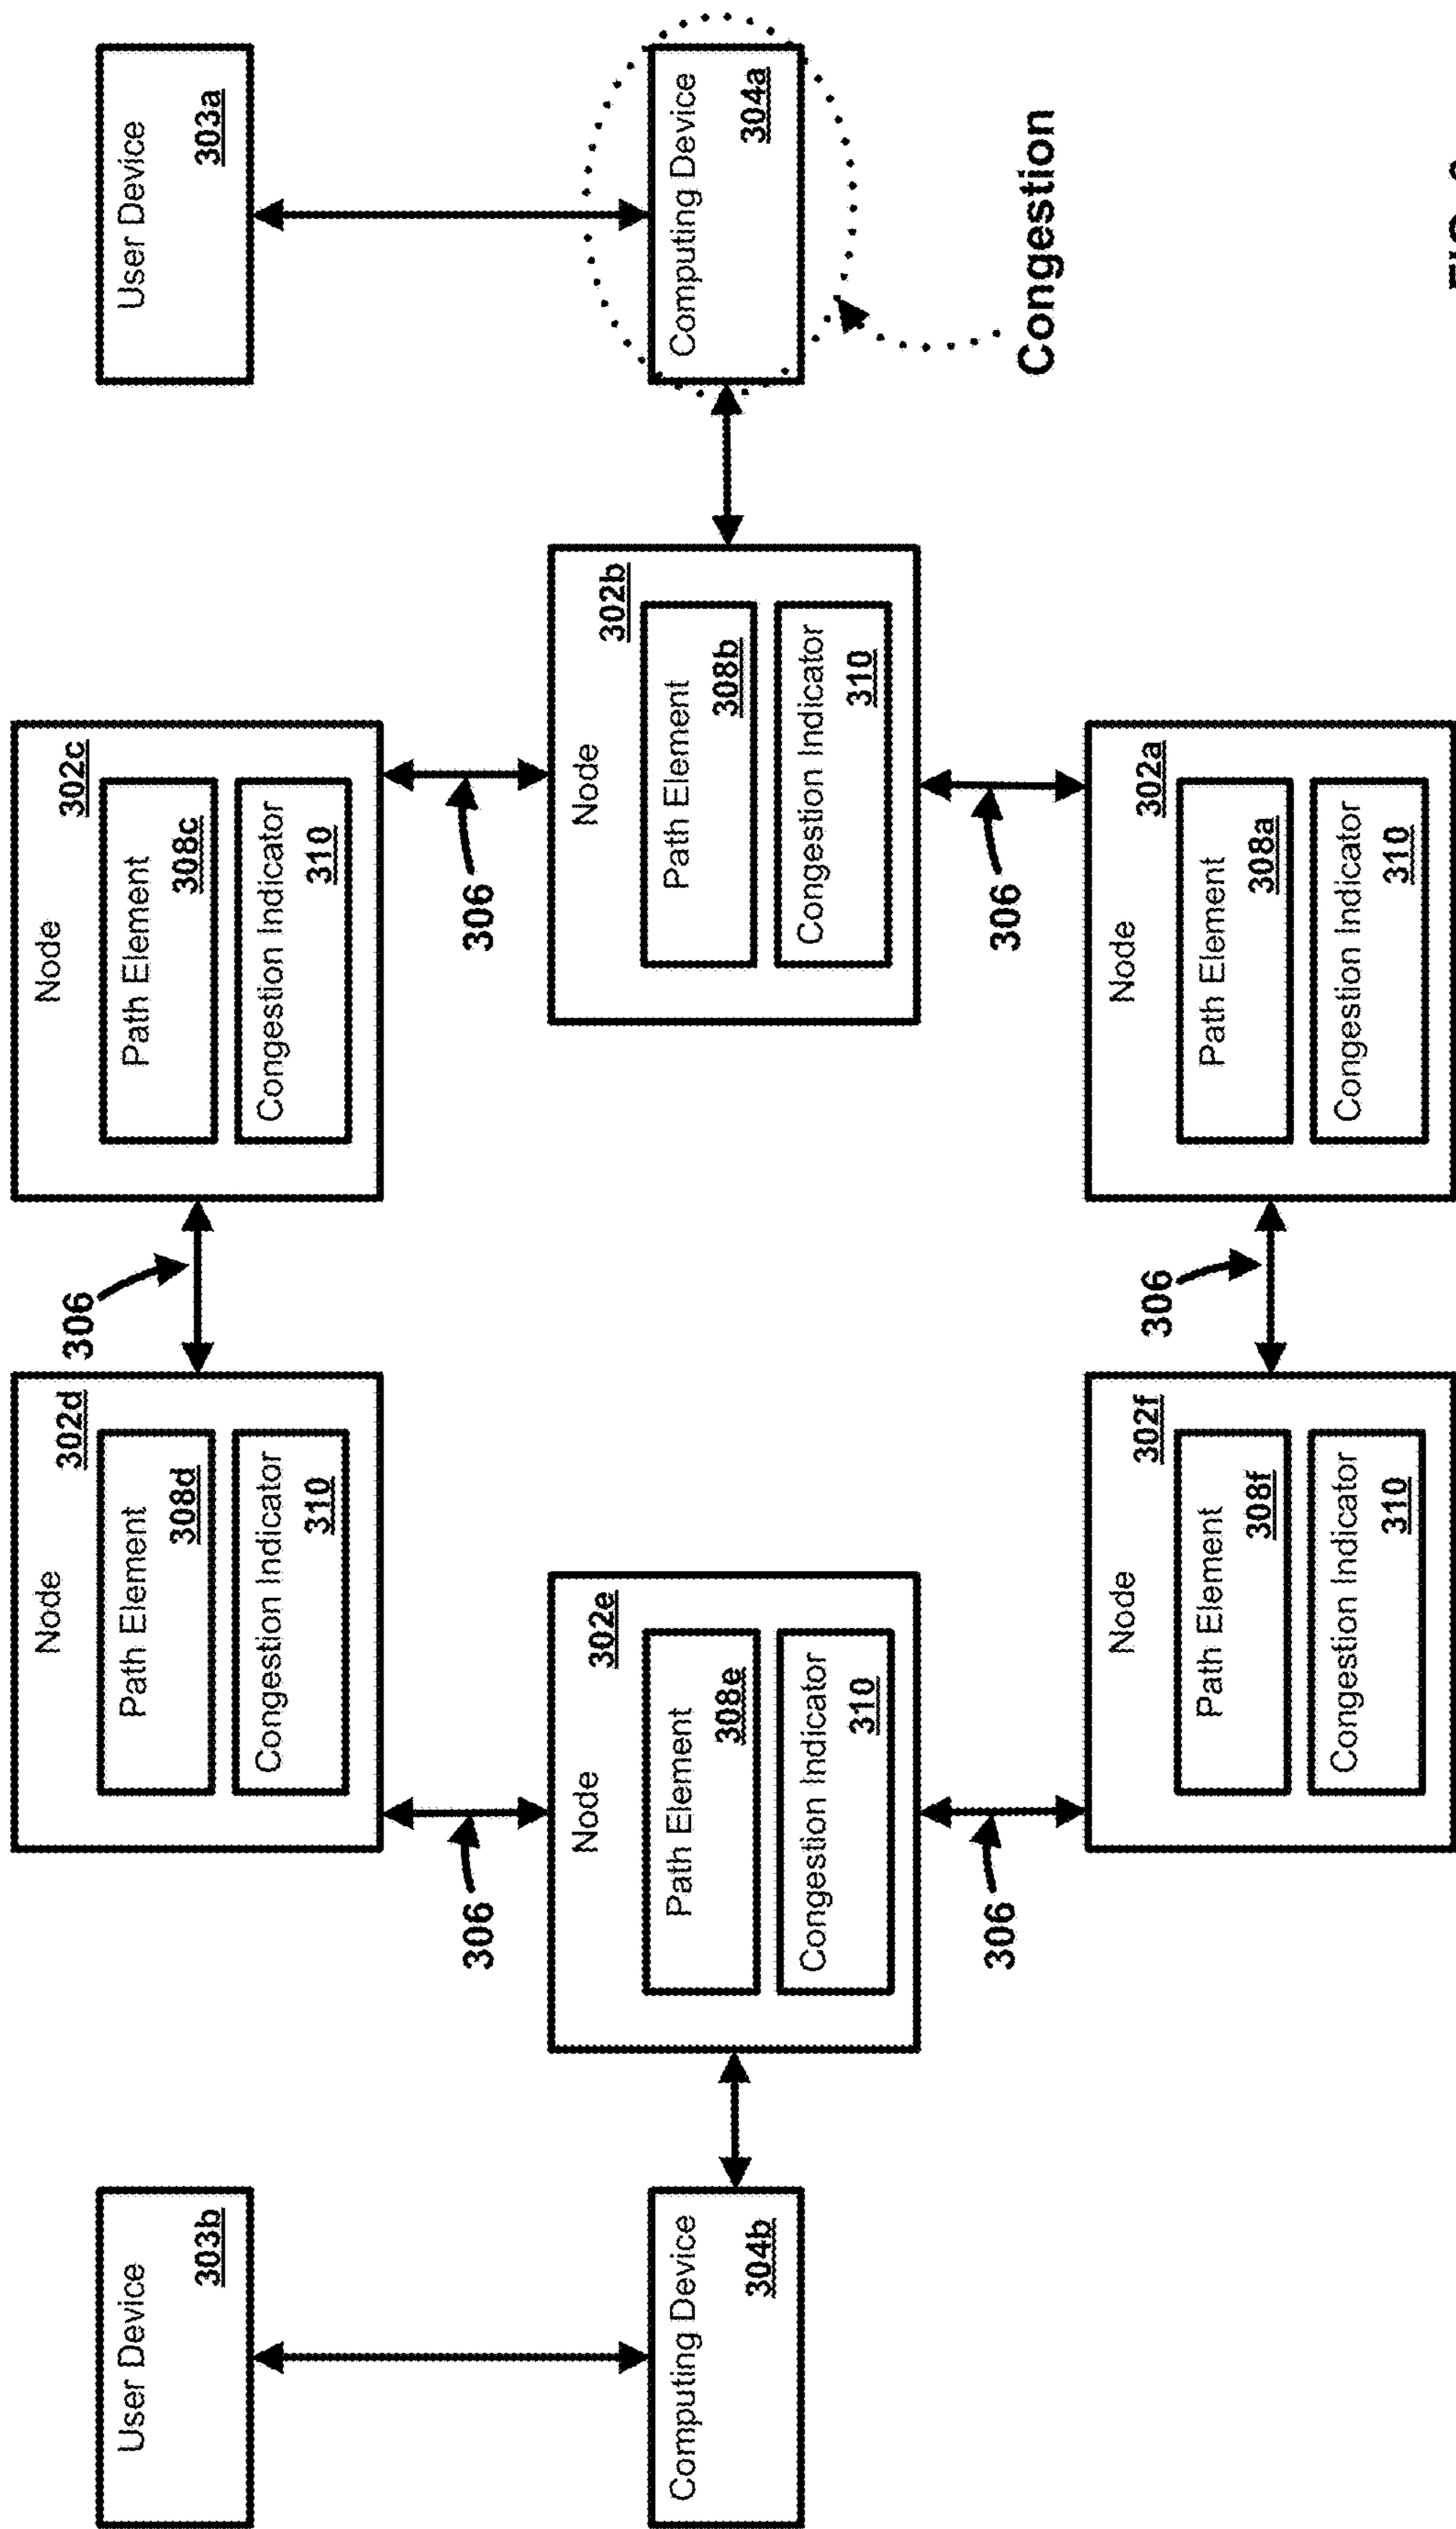 User Device
303b
Node
302d
Path Element
308d
Congestion Indicator
310
306
Node
302c
Path Element
308c
Congestion Indicator
310
User Device
303a
306
306
Computing Device
304b
Node
302e
Path Element
308e
Congestion Indicator
310
Node
302b
Path Element
308b
Congestion Indicator
310
Computing Device
304a
Congestion
306
306
Node
302f
Path Element
308f
Congestion Indicator
310
306
Node
302a
Path Element
308a
Congestion Indicator
310